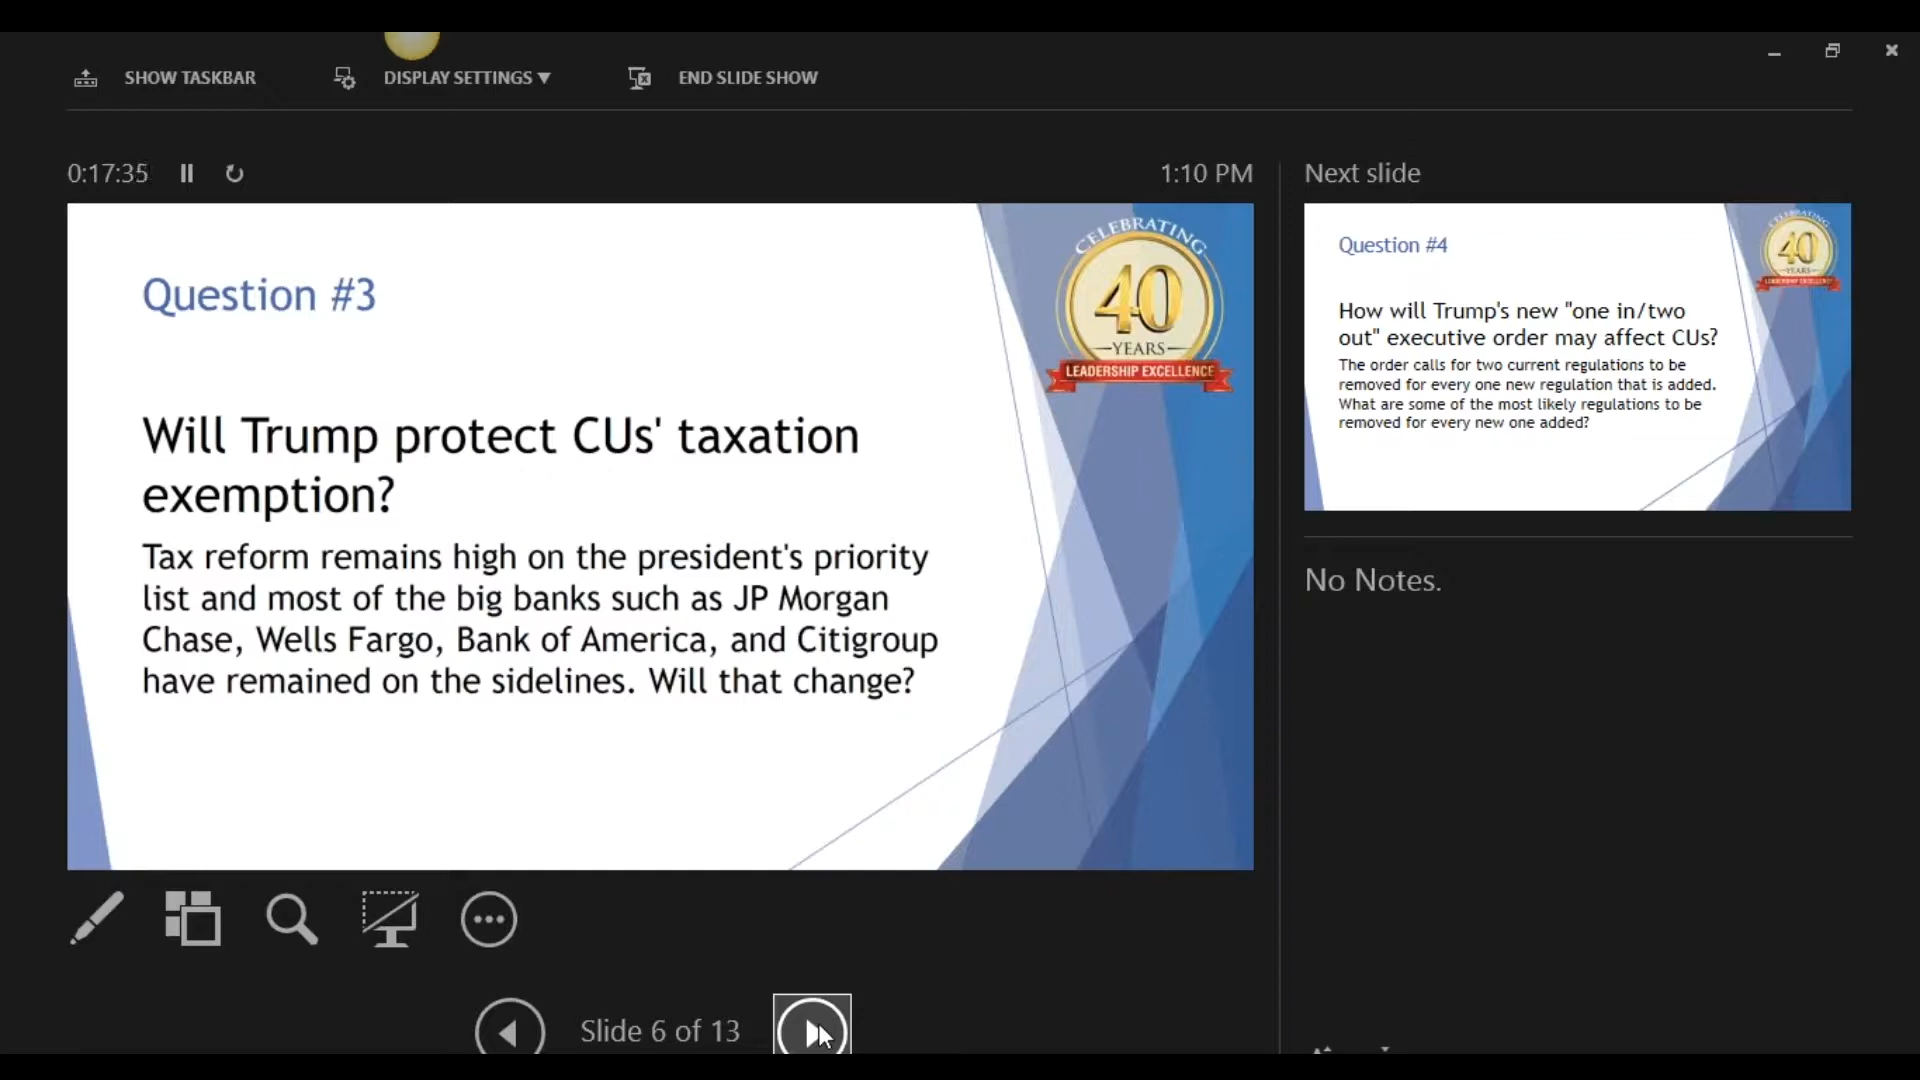 SHOW TASKBAR
DISPLAY SETTINGS ▼
END SLIDE SHOW
0:17:35
1:10 PM
Next slide
CELEBRATING
40
YEARS
LEADERSHIP EXCELLENCE
Question #3
Will Trump protect CUs' taxation
exemption?
Tax reform remains high on the president's priority
list and most of the big banks such as JP Morgan
Chase, Wells Fargo, Bank of America, and Citigroup
have remained on the sidelines. Will that change?
CELEBRATING
40
YEARS
LEADERSHIP EXCELLENCE
Question #4
How will Trump's new "one in/two
out" executive order may affect CUs?
The order calls for two current regulations to be
removed for every one new regulation that is added.
What are some of the most likely regulations to be
removed for every new one added?
No Notes.
Slide 6 of 13